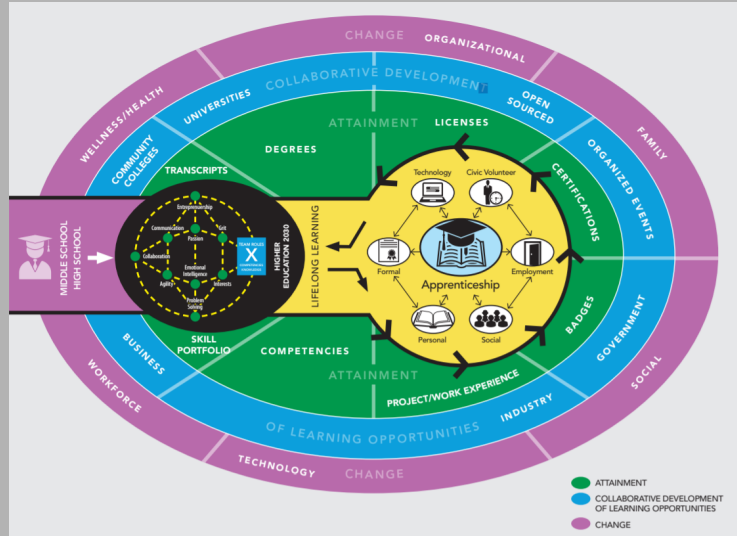 CHANGE
ORGANIZATIONAL
COLLABORATIVE DEVELOPMENT
WELLNESS/HEALTH
UNIVERSITIES
OPEN
SOURCED
FAMILY
COMMUNITY
COLLEGES
ATTAINMENT
LICENSES
DEGREES
ORGANIZED EVENTS
TRANSCRIPTS
CERTIFICATIONS
Technology
Civic Volunteer
Entrepreneurship
Communication
Grit
Passion
Collaboration
TEAM ROLES
X
Emotional
Intelligence
Agility
Interests
Problem
Solving
HIGHER
EDUCATION 2030
LIFELONG LEARNING
MIDDLE SCHOOL
HIGH SCHOOL
Formal
Employment
Apprenticeship
Personal
Social
BADGES
SKILL
PORTFOLIO
COMPETENCIES
GOVERNMENT
BUSINESS
ATTAINMENT
PROJECT/WORK EXPERIENCE
SOCIAL
WORKFORCE
INDUSTRY
OF LEARNING OPPORTUNITIES
TECHNOLOGY
CHANGE
ATTAINMENT
COLLABORATIVE DEVELOPMENT
OF LEARNING OPPORTUNITIES
CHANGE